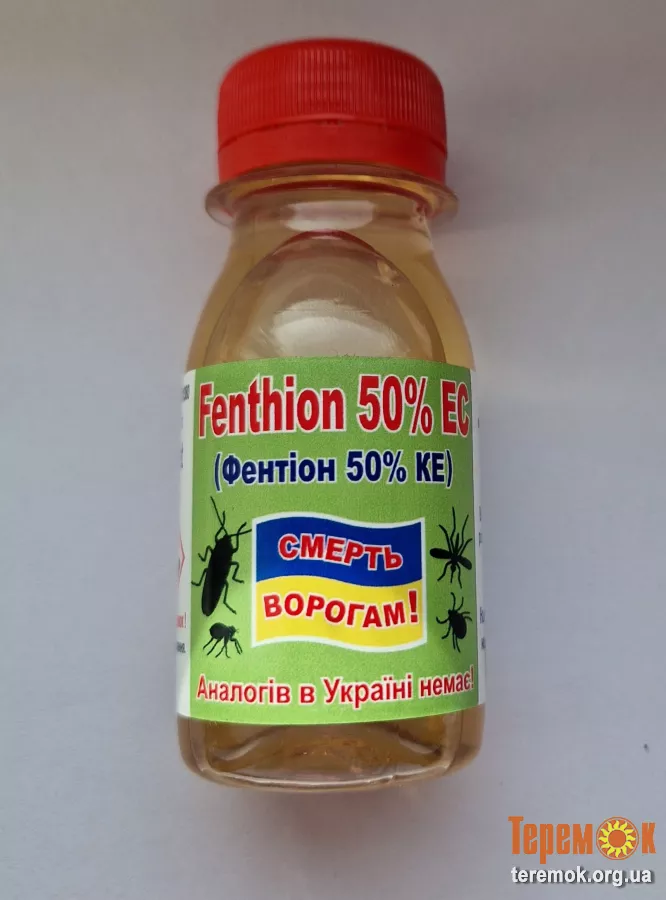 Fenthion 50% EC
(Фентіон 50% КЕ)
СМЕРТЬ
ВОРОГАМ!
Аналогів в Україні немає!
Теремок
teremok.org.ua